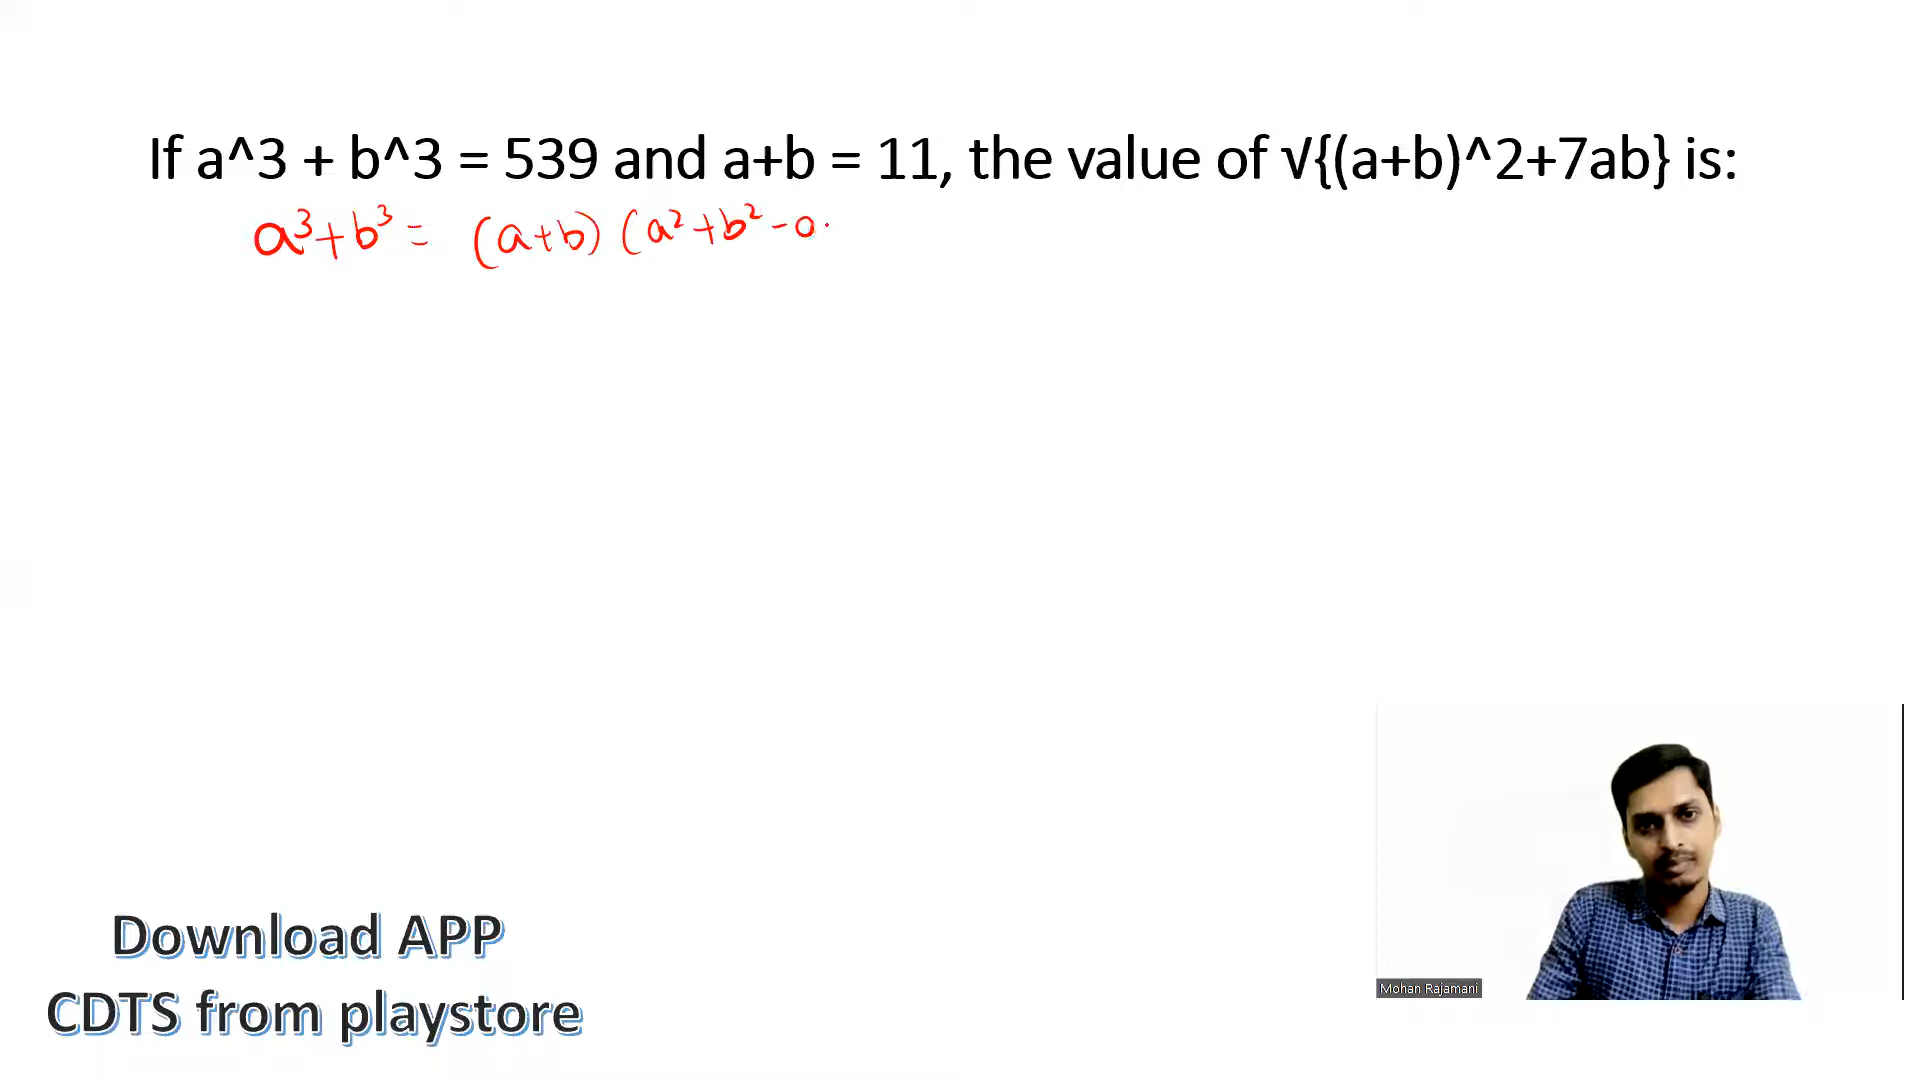 If a^3 + b^3 = 539 and a+b = 11, the value of √{(a+b)^2+7ab} is:
a³+b³ = (a+b) (a²+b²-a
Download APP
CDTS from playstore
Mohan Rajamani